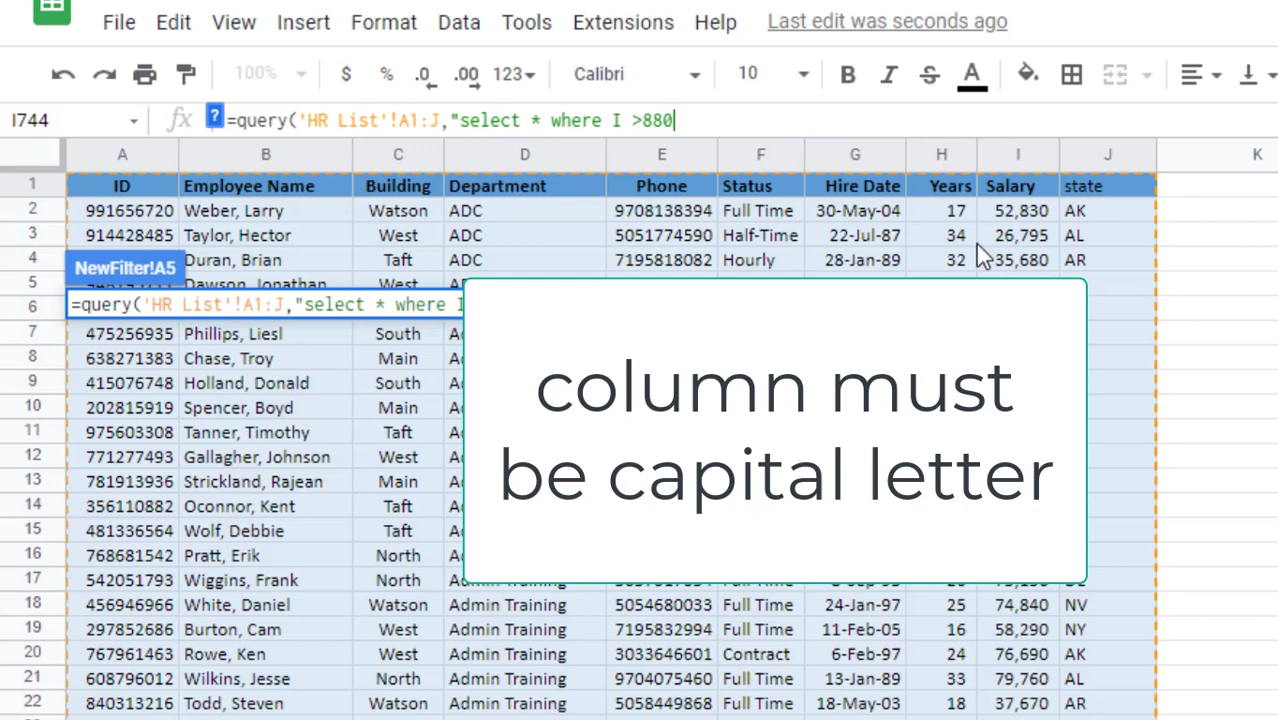 File Edit View Insert Format Data Tools Extensions Help Last edit was seconds ago
100% $ % .0 .00 123 Calibri 10 B I S A
I744 fx ? =query('HR List'!A1:J,"select * where I >880
A B C D E F G H I J K
1 ID Employee Name Building Department Phone Status Hire Date Years Salary state
2 991656720 Weber, Larry Watson ADC 9708138394 Full Time 30-May-04 17 52,830 AK
3 914428485 Taylor, Hector West ADC 5051774590 Half-Time 22-Jul-87 34 26,795 AL
4 NewFilter!A5 Duran, Brian Taft ADC 7195818082 Hourly 28-Jan-89 32 35,680 AR
5 Dawson, Jonathan
6 =query('HR List'!A1:J,"select * where I
7 475256935 Phillips, Liesl South
8 638271383 Chase, Troy Main
9 415076748 Holland, Donald South
10 202815919 Spencer, Boyd Main
11 975603308 Tanner, Timothy Taft
12 771277493 Gallagher, Johnson West
13 781913936 Strickland, Rajean Main
14 356110882 Oconnor, Kent Taft
15 481336564 Wolf, Debbie Taft
16 768681542 Pratt, Erik North
17 542051793 Wiggins, Frank North
column must
be capital letter
18 456946966 White, Daniel Watson Admin Training 5054680033 Full Time 24-Jan-97 25 74,840 NV
19 297852686 Burton, Cam West Admin Training 7195832994 Full Time 11-Feb-05 16 58,290 NY
20 767961463 Rowe, Ken West Admin Training 3033646601 Contract 6-Feb-97 24 76,690 AK
21 608796012 Wilkins, Jesse North Admin Training 9704075460 Full Time 13-Jan-89 33 79,760 AL
22 840313216 Todd, Steven Watson Admin Training 5058449868 Full Time 18-May-03 18 37,670 AR